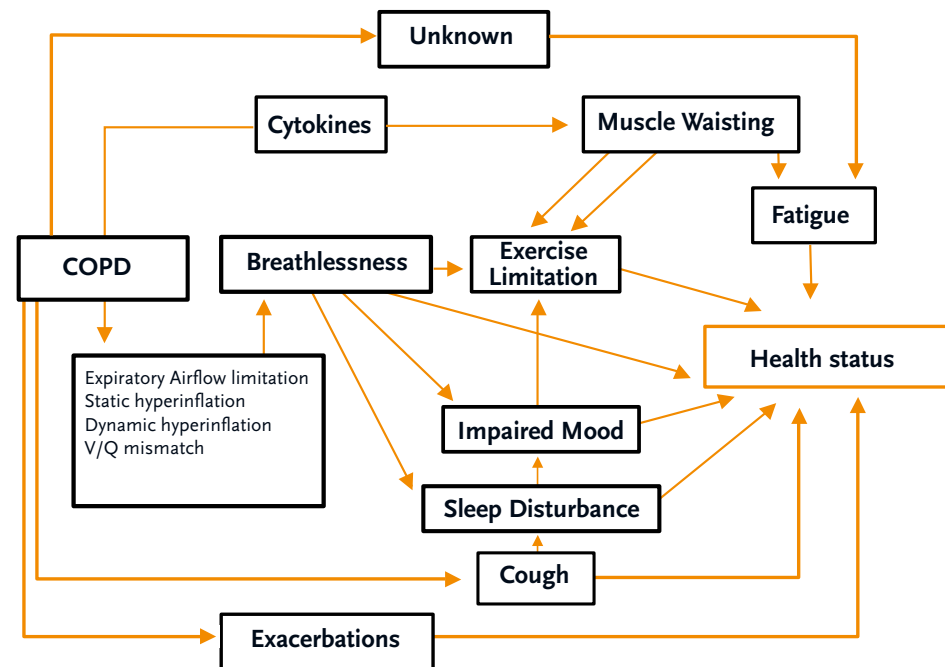 Unknown
Cytokines
Muscle Waisting
Fatigue
COPD
Breathlessness
Exercise
Limitation
Health status
Expiratory Airflow limitation
Static hyperinflation
Dynamic hyperinflation
V/Q mismatch
Impaired Mood
Sleep Disturbance
Cough
Exacerbations